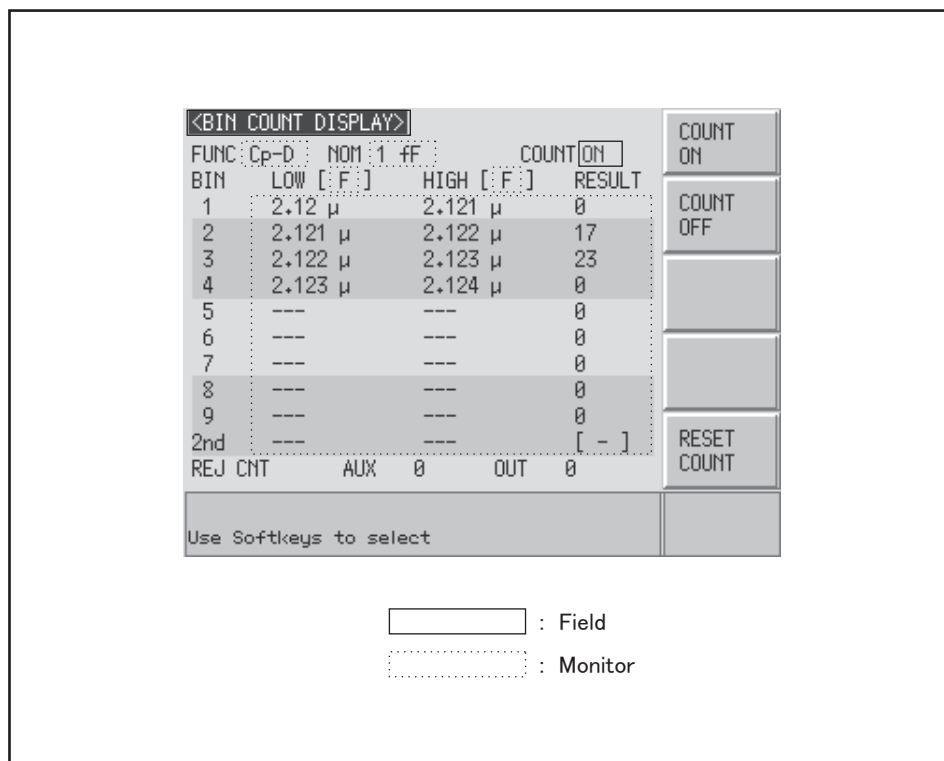 <BIN COUNT DISPLAY>
FUNC Cp-D NOM 1 fF COUNT ON
BIN LOW [ F ] HIGH [ F ] RESULT
1 2.12 μ 2.121 μ 0
2 2.121 μ 2.122 μ 17
3 2.122 μ 2.123 μ 23
4 2.123 μ 2.124 μ 0
5 --- --- 0
6 --- --- 0
7 --- --- 0
8 --- --- 0
9 --- --- 0
2nd --- --- [ - ]
REJ CNT AUX 0 OUT 0
Use Softkeys to select
COUNT
ON
COUNT
OFF
RESET
COUNT
: Field
: Monitor